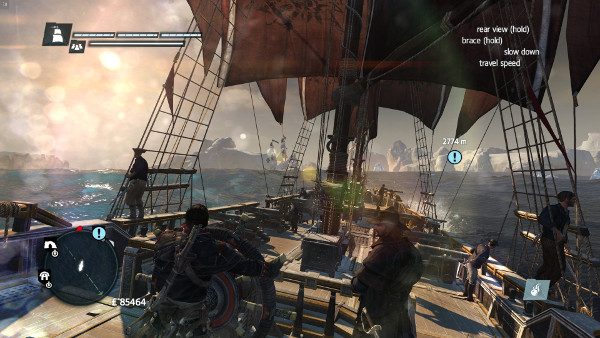 rear view (hold)
brace (hold)
slow down
travel speed
2774 m
£ 85464